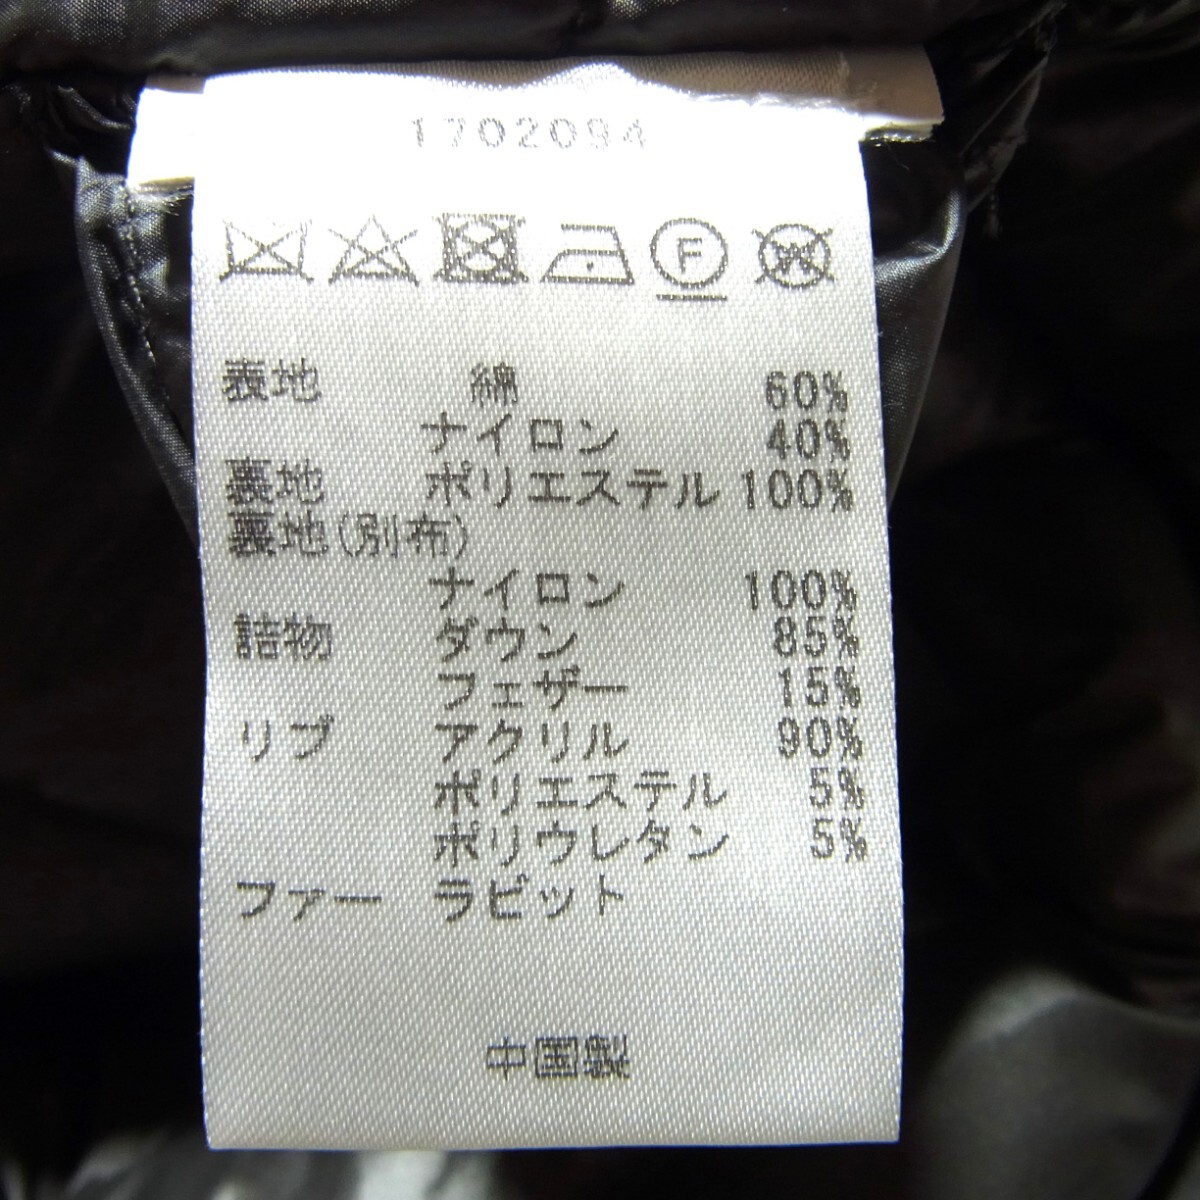 1702094
F
W
表地 綿 60%
ナイロン 40%
裏地 ポリエステル 100%
裏地(別布)
ナイロン 100%
詰物 ダウン 85%
フェザー 15%
リブ アクリル 90%
ポリエステル 5%
ポリウレタン 5%
ファー ラビット
中国製